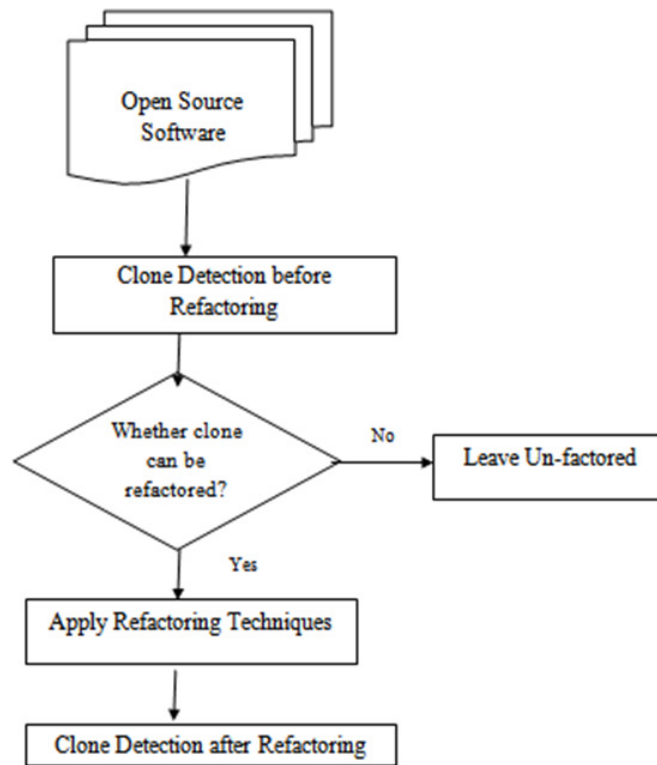 Open Source
Software
Clone Detection before
Refactoring
Whether clone
can be
refactored?
No
Leave Un-factored
Yes
Apply Refactoring Techniques
Clone Detection after Refactoring